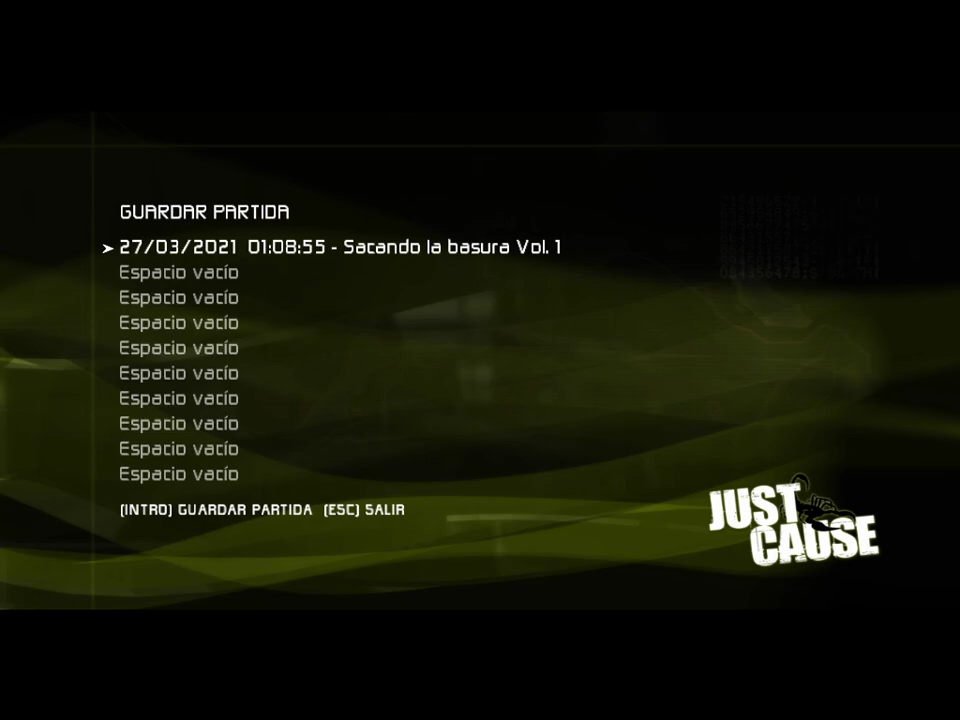 GUARDAR PARTIDA
27/03/2021 01:08:55 - Sacando la basura Vol. 1
Espacio vacío
Espacio vacío
Espacio vacío
Espacio vacío
Espacio vacío
Espacio vacío
Espacio vacío
Espacio vacío
Espacio vacío
(INTRO) GUARDAR PARTIDA (ESC) SALIR
JUST
CAUSE